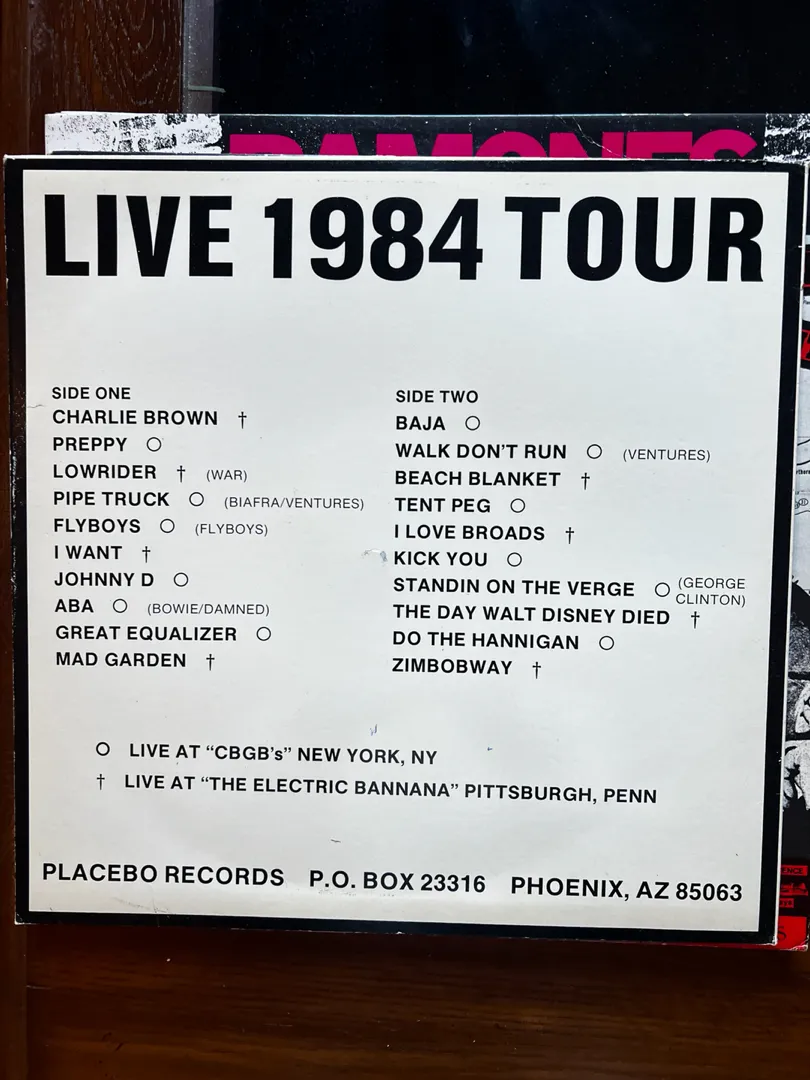 RAMONES
LIVE 1984 TOUR
SIDE ONE
CHARLIE BROWN †
PREPPY ○
LOWRIDER † (WAR)
PIPE TRUCK ○ (BIAFRA/VENTURES)
FLYBOYS ○ (FLYBOYS)
I WANT †
JOHNNY D ○
ABA ○ (BOWIE/DAMNED)
GREAT EQUALIZER ○
MAD GARDEN †
SIDE TWO
BAJA ○
WALK DON'T RUN ○ (VENTURES)
BEACH BLANKET †
TENT PEG ○
I LOVE BROADS †
KICK YOU ○
STANDIN ON THE VERGE ○ (GEORGE
CLINTON)
THE DAY WALT DISNEY DIED †
DO THE HANNIGAN ○
ZIMBOBWAY †
○ LIVE AT “CBGB's” NEW YORK, NY
† LIVE AT “THE ELECTRIC BANNANA” PITTSBURGH, PENN
PLACEBO RECORDS P.O. BOX 23316 PHOENIX, AZ 85063